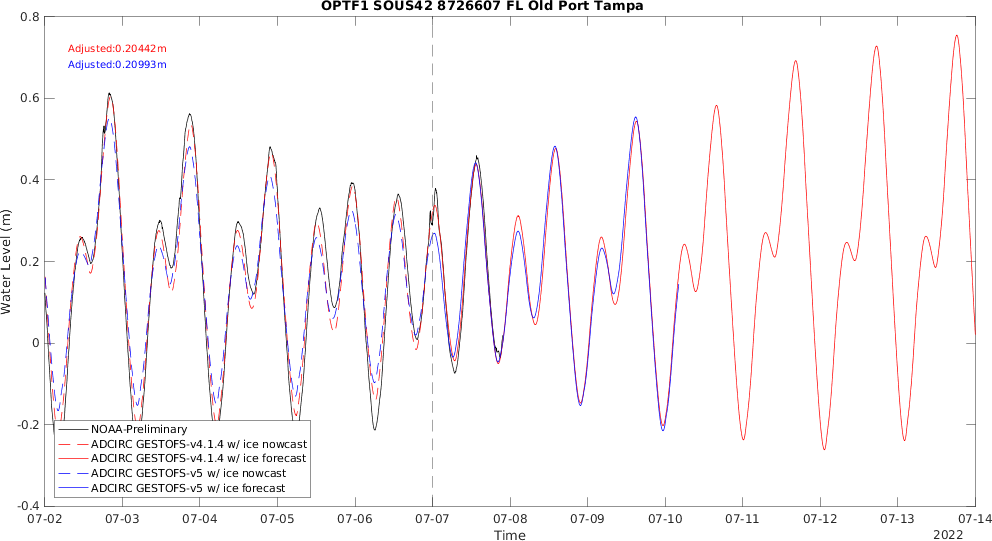 OPTF1 SOUS42 8726607 FL Old Port Tampa
Adjusted:0.20442m
Adjusted:0.20993m
Water Level (m)
0.8
0.6
0.4
0.2
0
-0.2
-0.4
NOAA-Preliminary
ADCIRC GESTOFS-v4.1.4 w/ ice nowcast
ADCIRC GESTOFS-v4.1.4 w/ ice forecast
ADCIRC GESTOFS-v5 w/ ice nowcast
ADCIRC GESTOFS-v5 w/ ice forecast
07-02 07-03 07-04 07-05 07-06 07-07 07-08 07-09 07-10 07-11 07-12 07-13 07-14
Time
2022